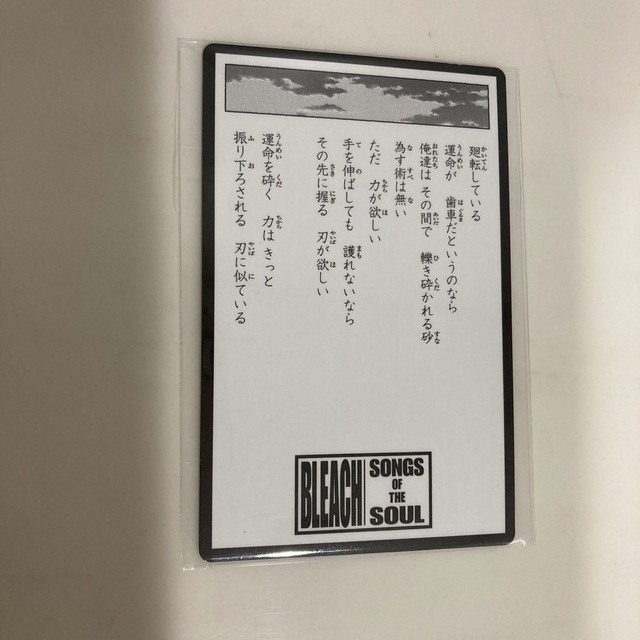 廻転している
運命が 歯車だというのなら
俺達は その間で 轢き砕かれる砂
為す術は無い
ただ 力が欲しい
手を伸ばしても 護れないなら
その先に握る 刃が欲しい
運命を砕く 力は きっと
振り下ろされる 刃に似ている
BLEACH
SONGS
OF
THE
SOUL